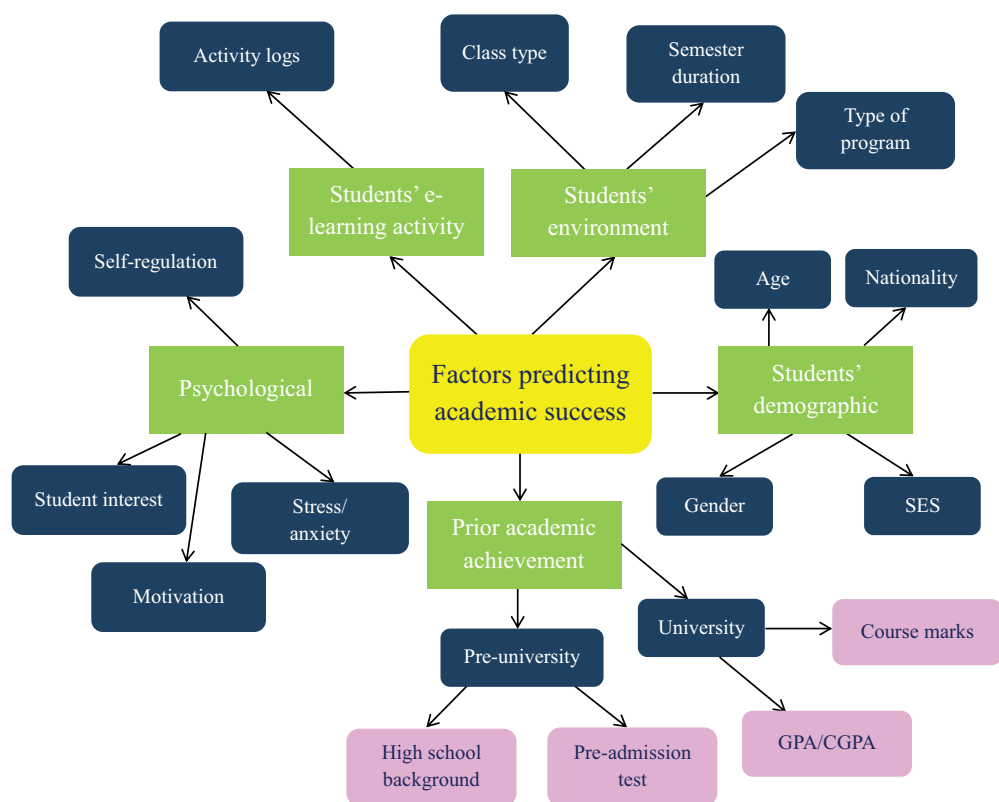 Activity logs
Class type
Semester
duration
Type of
program
Students’ e-
learning activity
Students’
environment
Self-regulation
Age
Nationality
Psychological
Factors predicting
academic success
Students’
demographic
Student interest
Stress/
anxiety
Motivation
Gender
SES
Prior academic
achievement
University
Course marks
Pre-university
High school
background
Pre-admission
test
GPA/CGPA